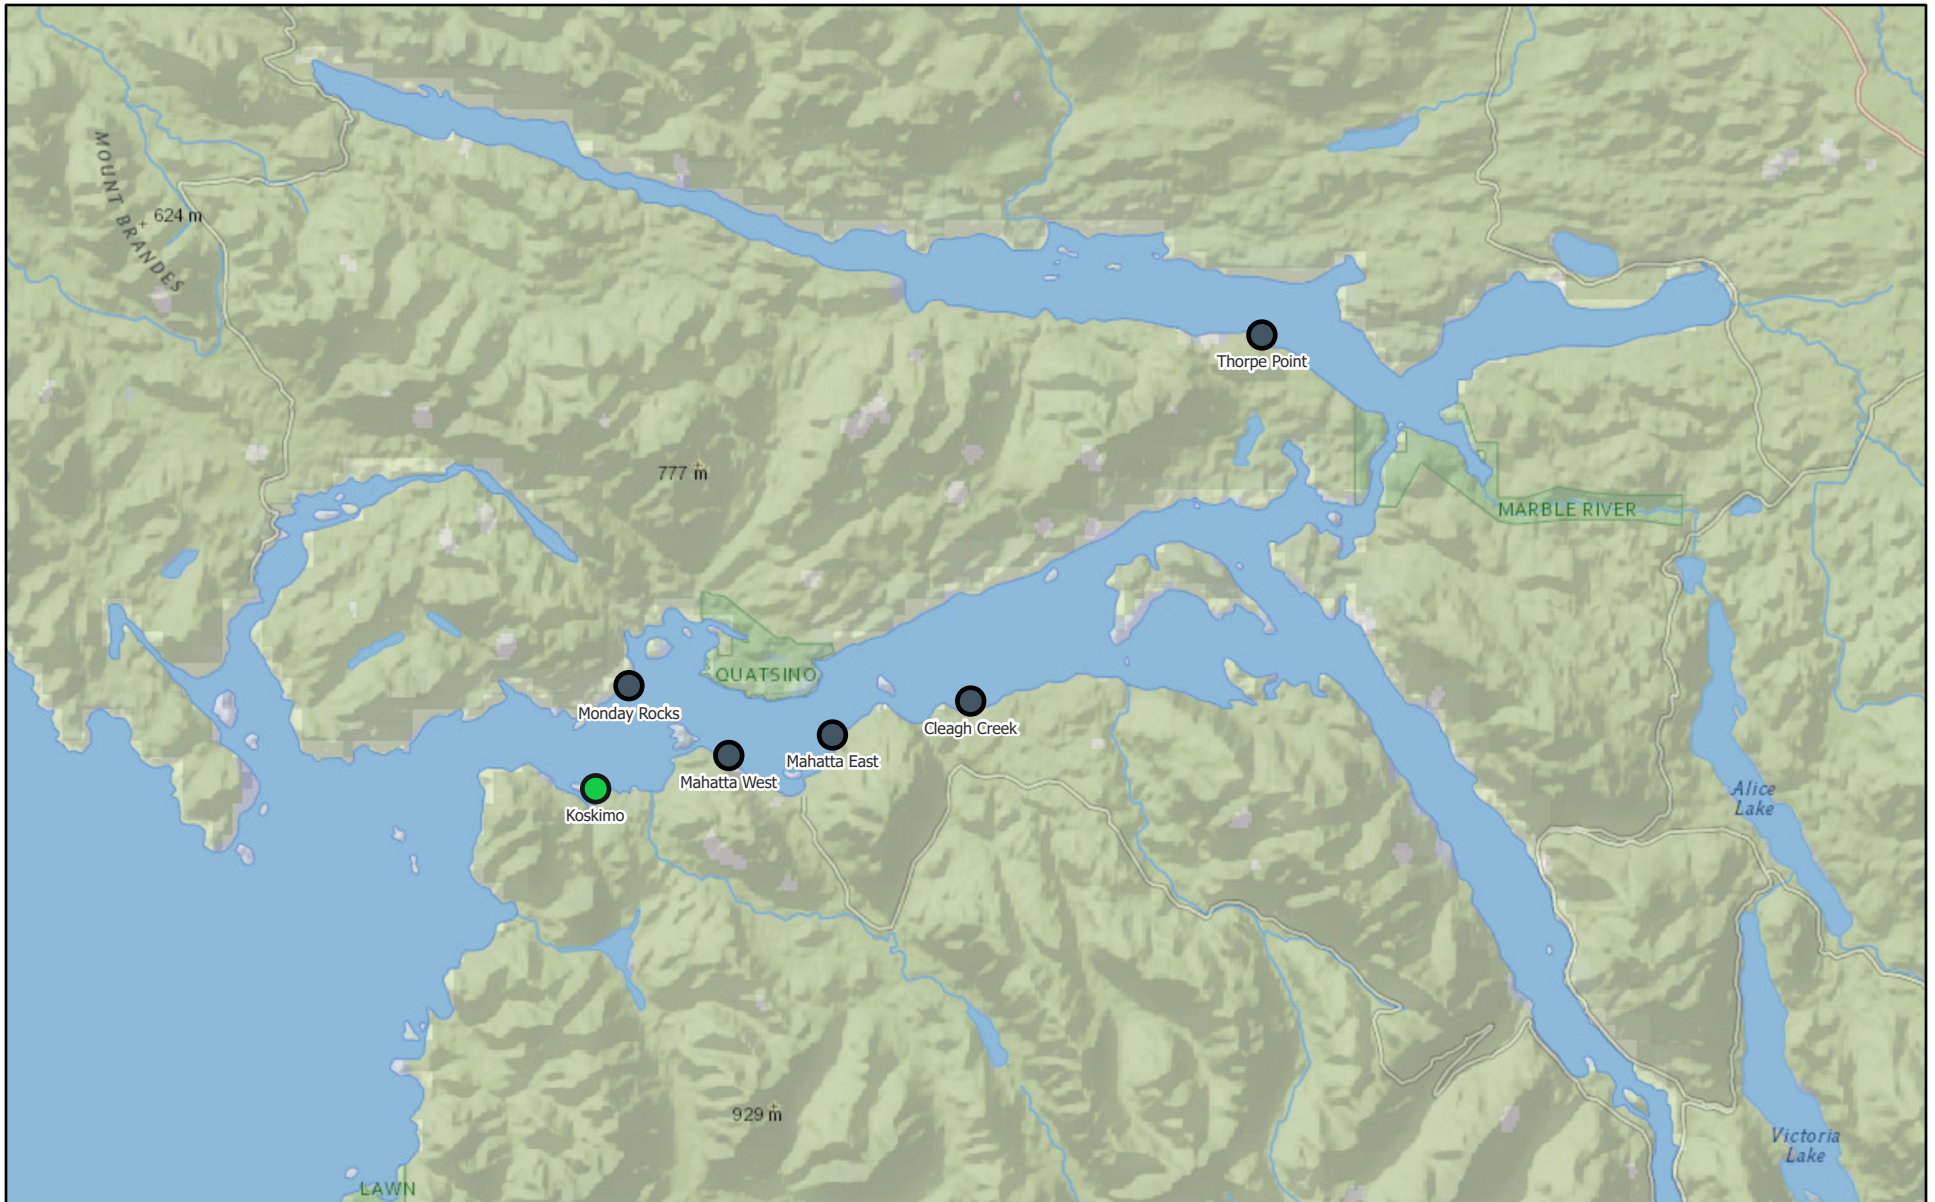 MOUNT BRANDES
624 m
Thorpe Point
777 m
MARBLE RIVER
QUATSINO
Monday Rocks
Cleagh Creek
Mahatta East
Mahatta West
Koskimo
Alice
Lake
929 m
Victoria
Lake
LAWN